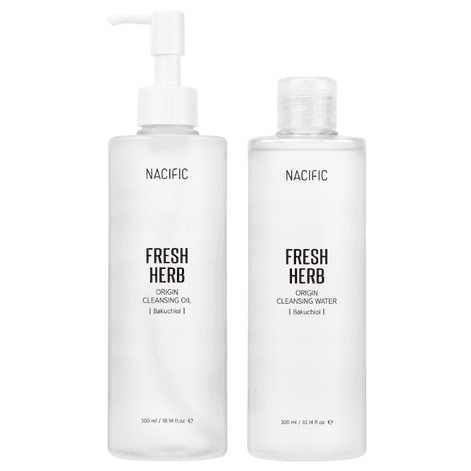 NACIFIC
FRESH
HERB
ORIGIN
CLEANSING OIL
| Bakuchiol |
300 ml / 10.14 fl.oz ℮
NACIFIC
FRESH
HERB
ORIGIN
CLEANSING WATER
| Bakuchiol |
300 ml / 10.14 fl.oz ℮